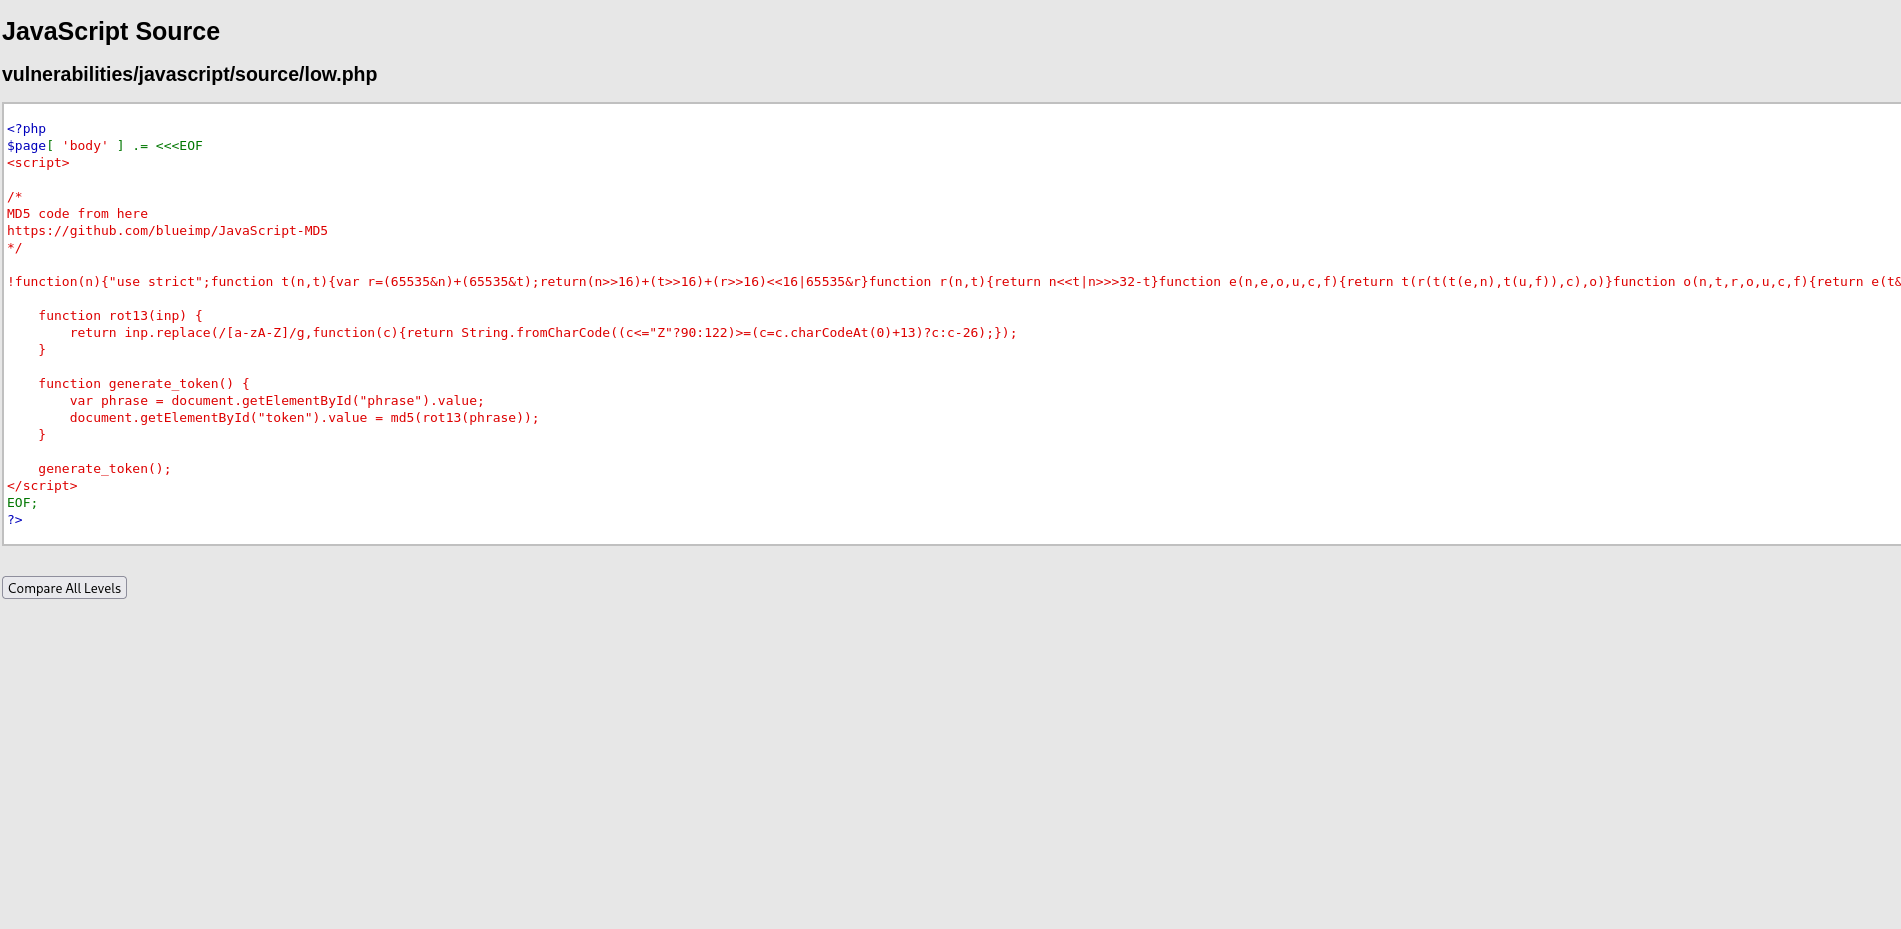 JavaScript Source
vulnerabilities/javascript/source/low.php
<?php
$page[ 'body' ] .= <<<EOF
<script>
/*
MD5 code from here
https://github.com/blueimp/JavaScript-MD5
*/
!function(n){"use strict";function t(n,t){var r=(65535&n)+(65535&t);return(n>>16)+(t>>16)+(r>>16)<<16|65535&r}function r(n,t){return n<<t|n>>>32-t}function e(n,e,o,u,c,f){return t(r(t(t(e,n),t(u,f)),c),o)}function o(n,t,r,o,u,c,f){return e(t&
    function rot13(inp) {
        return inp.replace(/[a-zA-Z]/g,function(c){return String.fromCharCode((c<="Z"?90:122)>=(c=c.charCodeAt(0)+13)?c:c-26);});
    }
    function generate_token() {
        var phrase = document.getElementById("phrase").value;
        document.getElementById("token").value = md5(rot13(phrase));
    }
    generate_token();
</script>
EOF;
?>
Compare All Levels